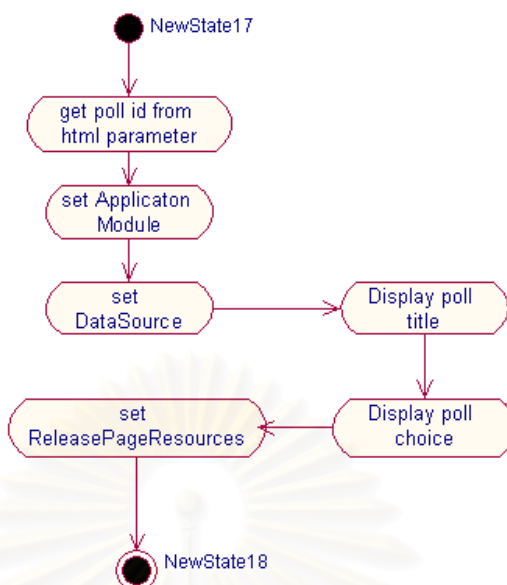 NewState17
get poll id from
html parameter
set Applicaton
Module
set
DataSource
Display poll
title
Display poll
choice
set
ReleasePageResources
NewState18